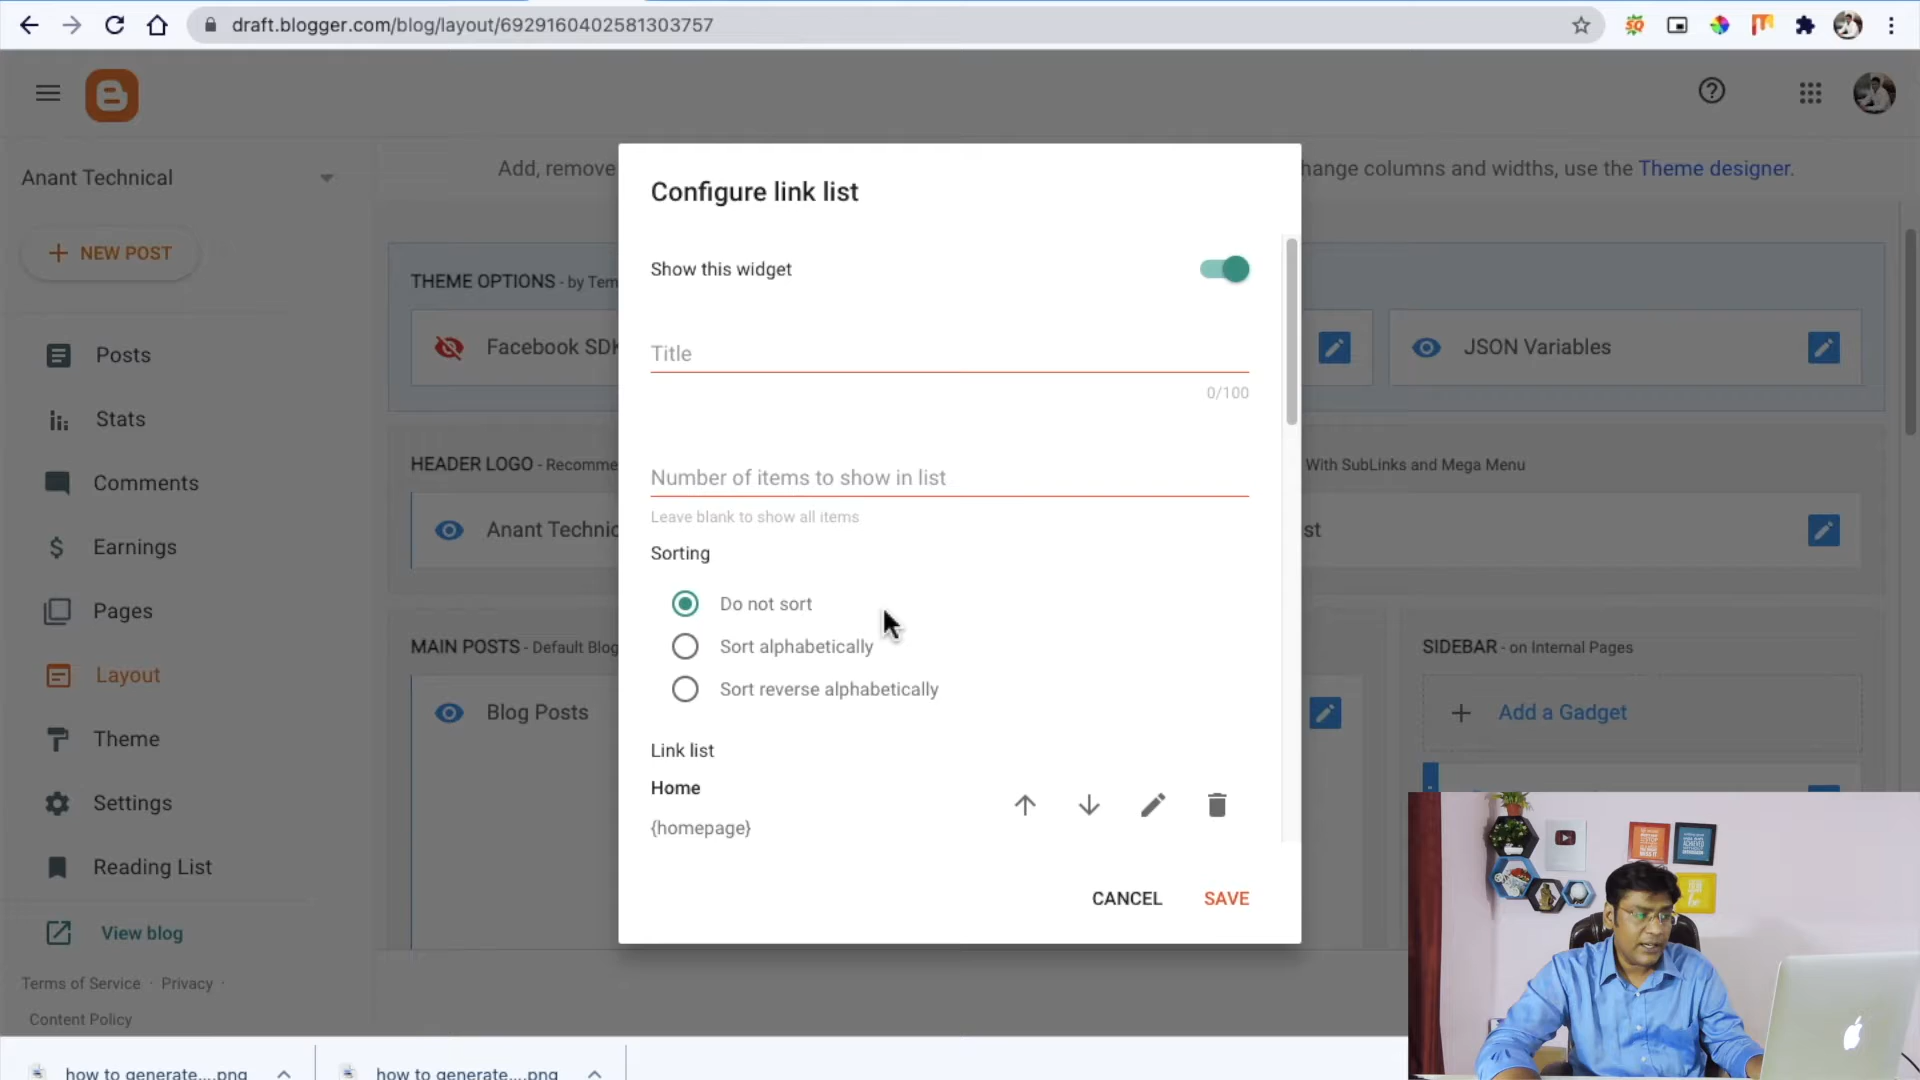 draft.blogger.com/blog/layout/6929160402581303757
Anant Technical
Add, remove
hange columns and widths, use the Theme designer.
NEW POST
THEME OPTIONS - by Tem
Facebook SDK
JSON Variables
Posts
Stats
Comments
Earnings
Pages
Layout
Theme
Settings
Reading List
View blog
Terms of Service · Privacy ·
Content Policy
HEADER LOGO - Recomme
With SubLinks and Mega Menu
Anant Technic
st
MAIN POSTS - Default Blog
Blog Posts
SIDEBAR - on Internal Pages
Add a Gadget
Configure link list
Show this widget
Title
0/100
Number of items to show in list
Leave blank to show all items
Sorting
Do not sort
Sort alphabetically
Sort reverse alphabetically
Link list
Home
{homepage}
CANCEL
SAVE
how to generate....png
how to generate....png